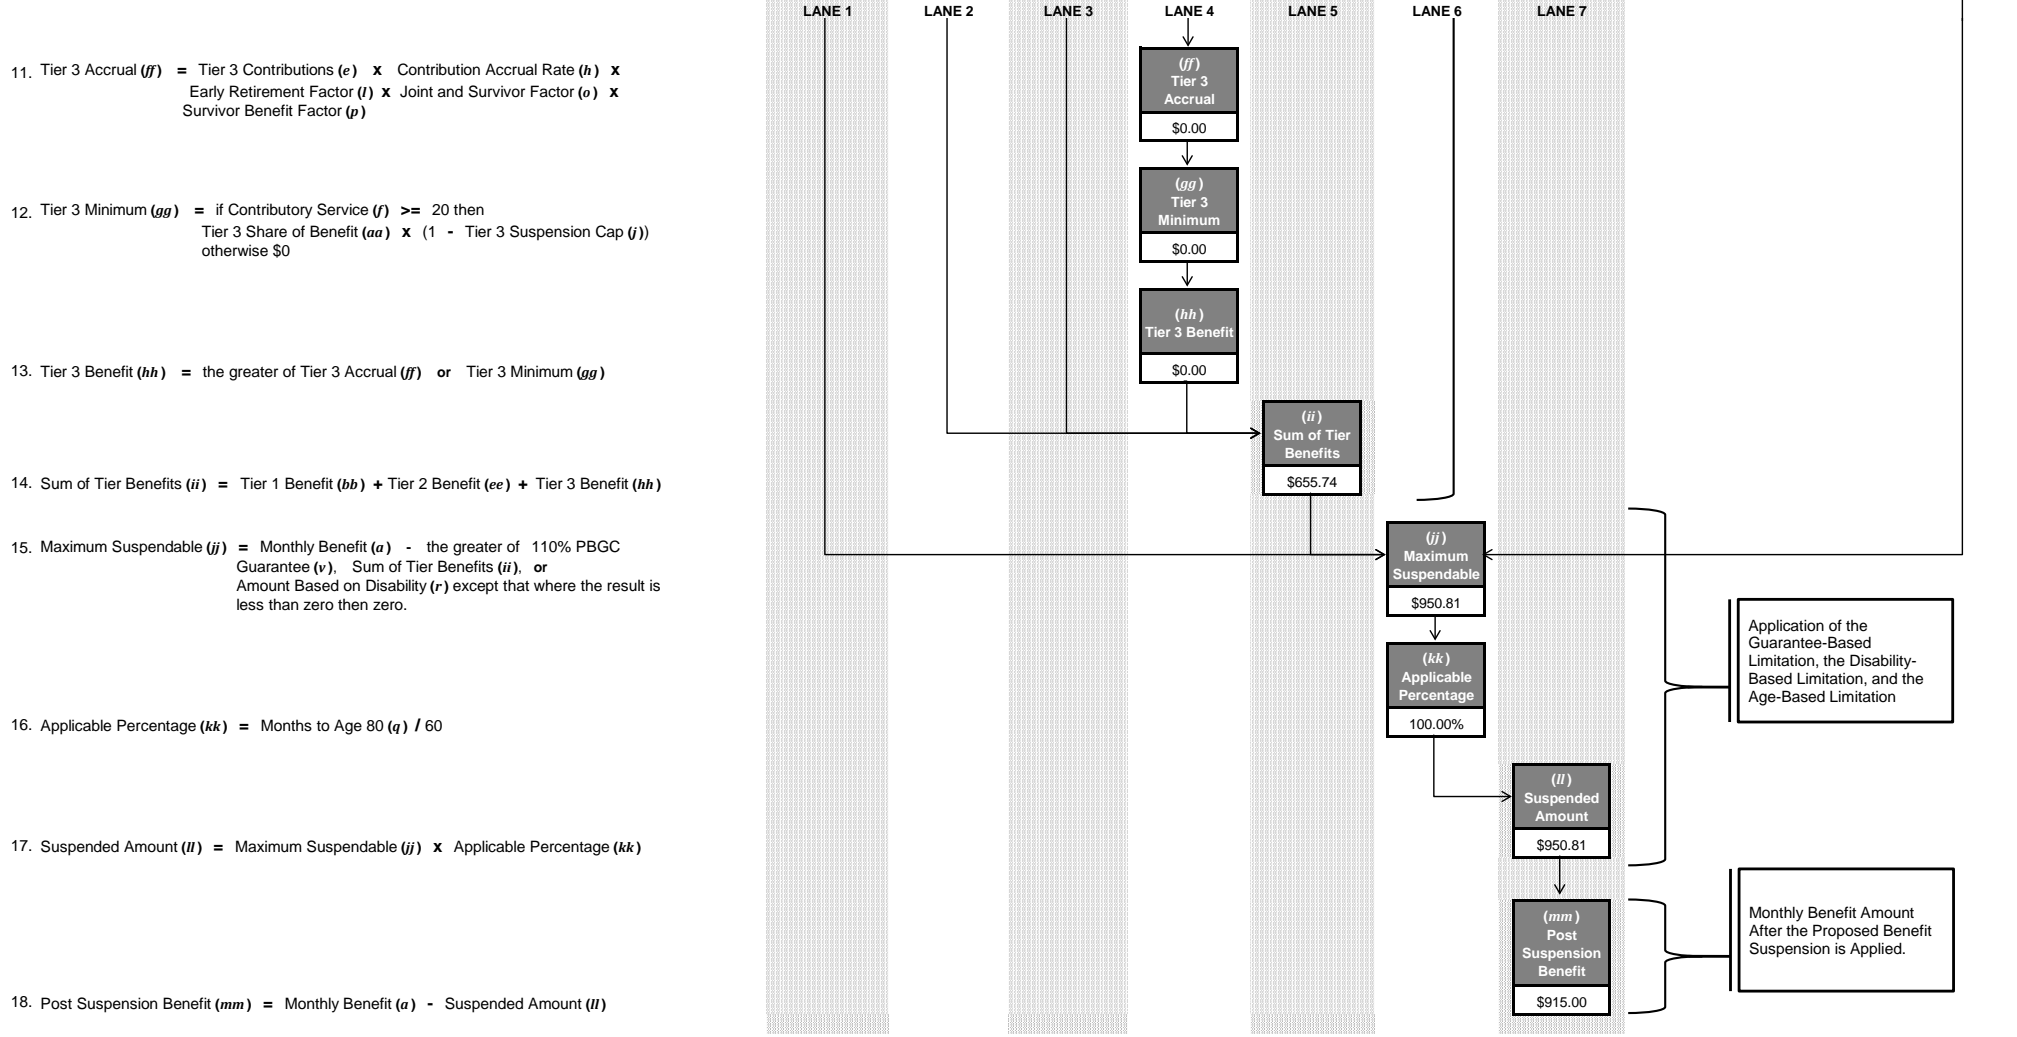 LANE 1 LANE 2 LANE 3 LANE 4 LANE 5 LANE 6 LANE 7
11. Tier 3 Accrual (ff) = Tier 3 Contributions (e) x Contribution Accrual Rate (h) x
Early Retirement Factor (l) x Joint and Survivor Factor (o) x
Survivor Benefit Factor (p)
(ff)
Tier 3
Accrual
$0.00
12. Tier 3 Minimum (gg) = if Contributory Service (f) >= 20 then
Tier 3 Share of Benefit (aa) x (1 - Tier 3 Suspension Cap (j))
otherwise $0
(gg)
Tier 3
Minimum
$0.00
(hh)
Tier 3 Benefit
$0.00
13. Tier 3 Benefit (hh) = the greater of Tier 3 Accrual (ff) or Tier 3 Minimum (gg)
(ii)
Sum of Tier
Benefits
$655.74
14. Sum of Tier Benefits (ii) = Tier 1 Benefit (bb) + Tier 2 Benefit (ee) + Tier 3 Benefit (hh)
15. Maximum Suspendable (jj) = Monthly Benefit (a) - the greater of 110% PBGC
Guarantee (v), Sum of Tier Benefits (ii), or
Amount Based on Disability (r) except that where the result is
less than zero then zero.
(jj)
Maximum
Suspendable
$950.81
Application of the
Guarantee-Based
Limitation, the Disability-
Based Limitation, and the
Age-Based Limitation
(kk)
Applicable
Percentage
100.00%
16. Applicable Percentage (kk) = Months to Age 80 (q) / 60
(ll)
Suspended
Amount
$950.81
17. Suspended Amount (ll) = Maximum Suspendable (jj) x Applicable Percentage (kk)
(mm)
Post
Suspension
Benefit
$915.00
Monthly Benefit Amount
After the Proposed Benefit
Suspension is Applied.
18. Post Suspension Benefit (mm) = Monthly Benefit (a) - Suspended Amount (ll)